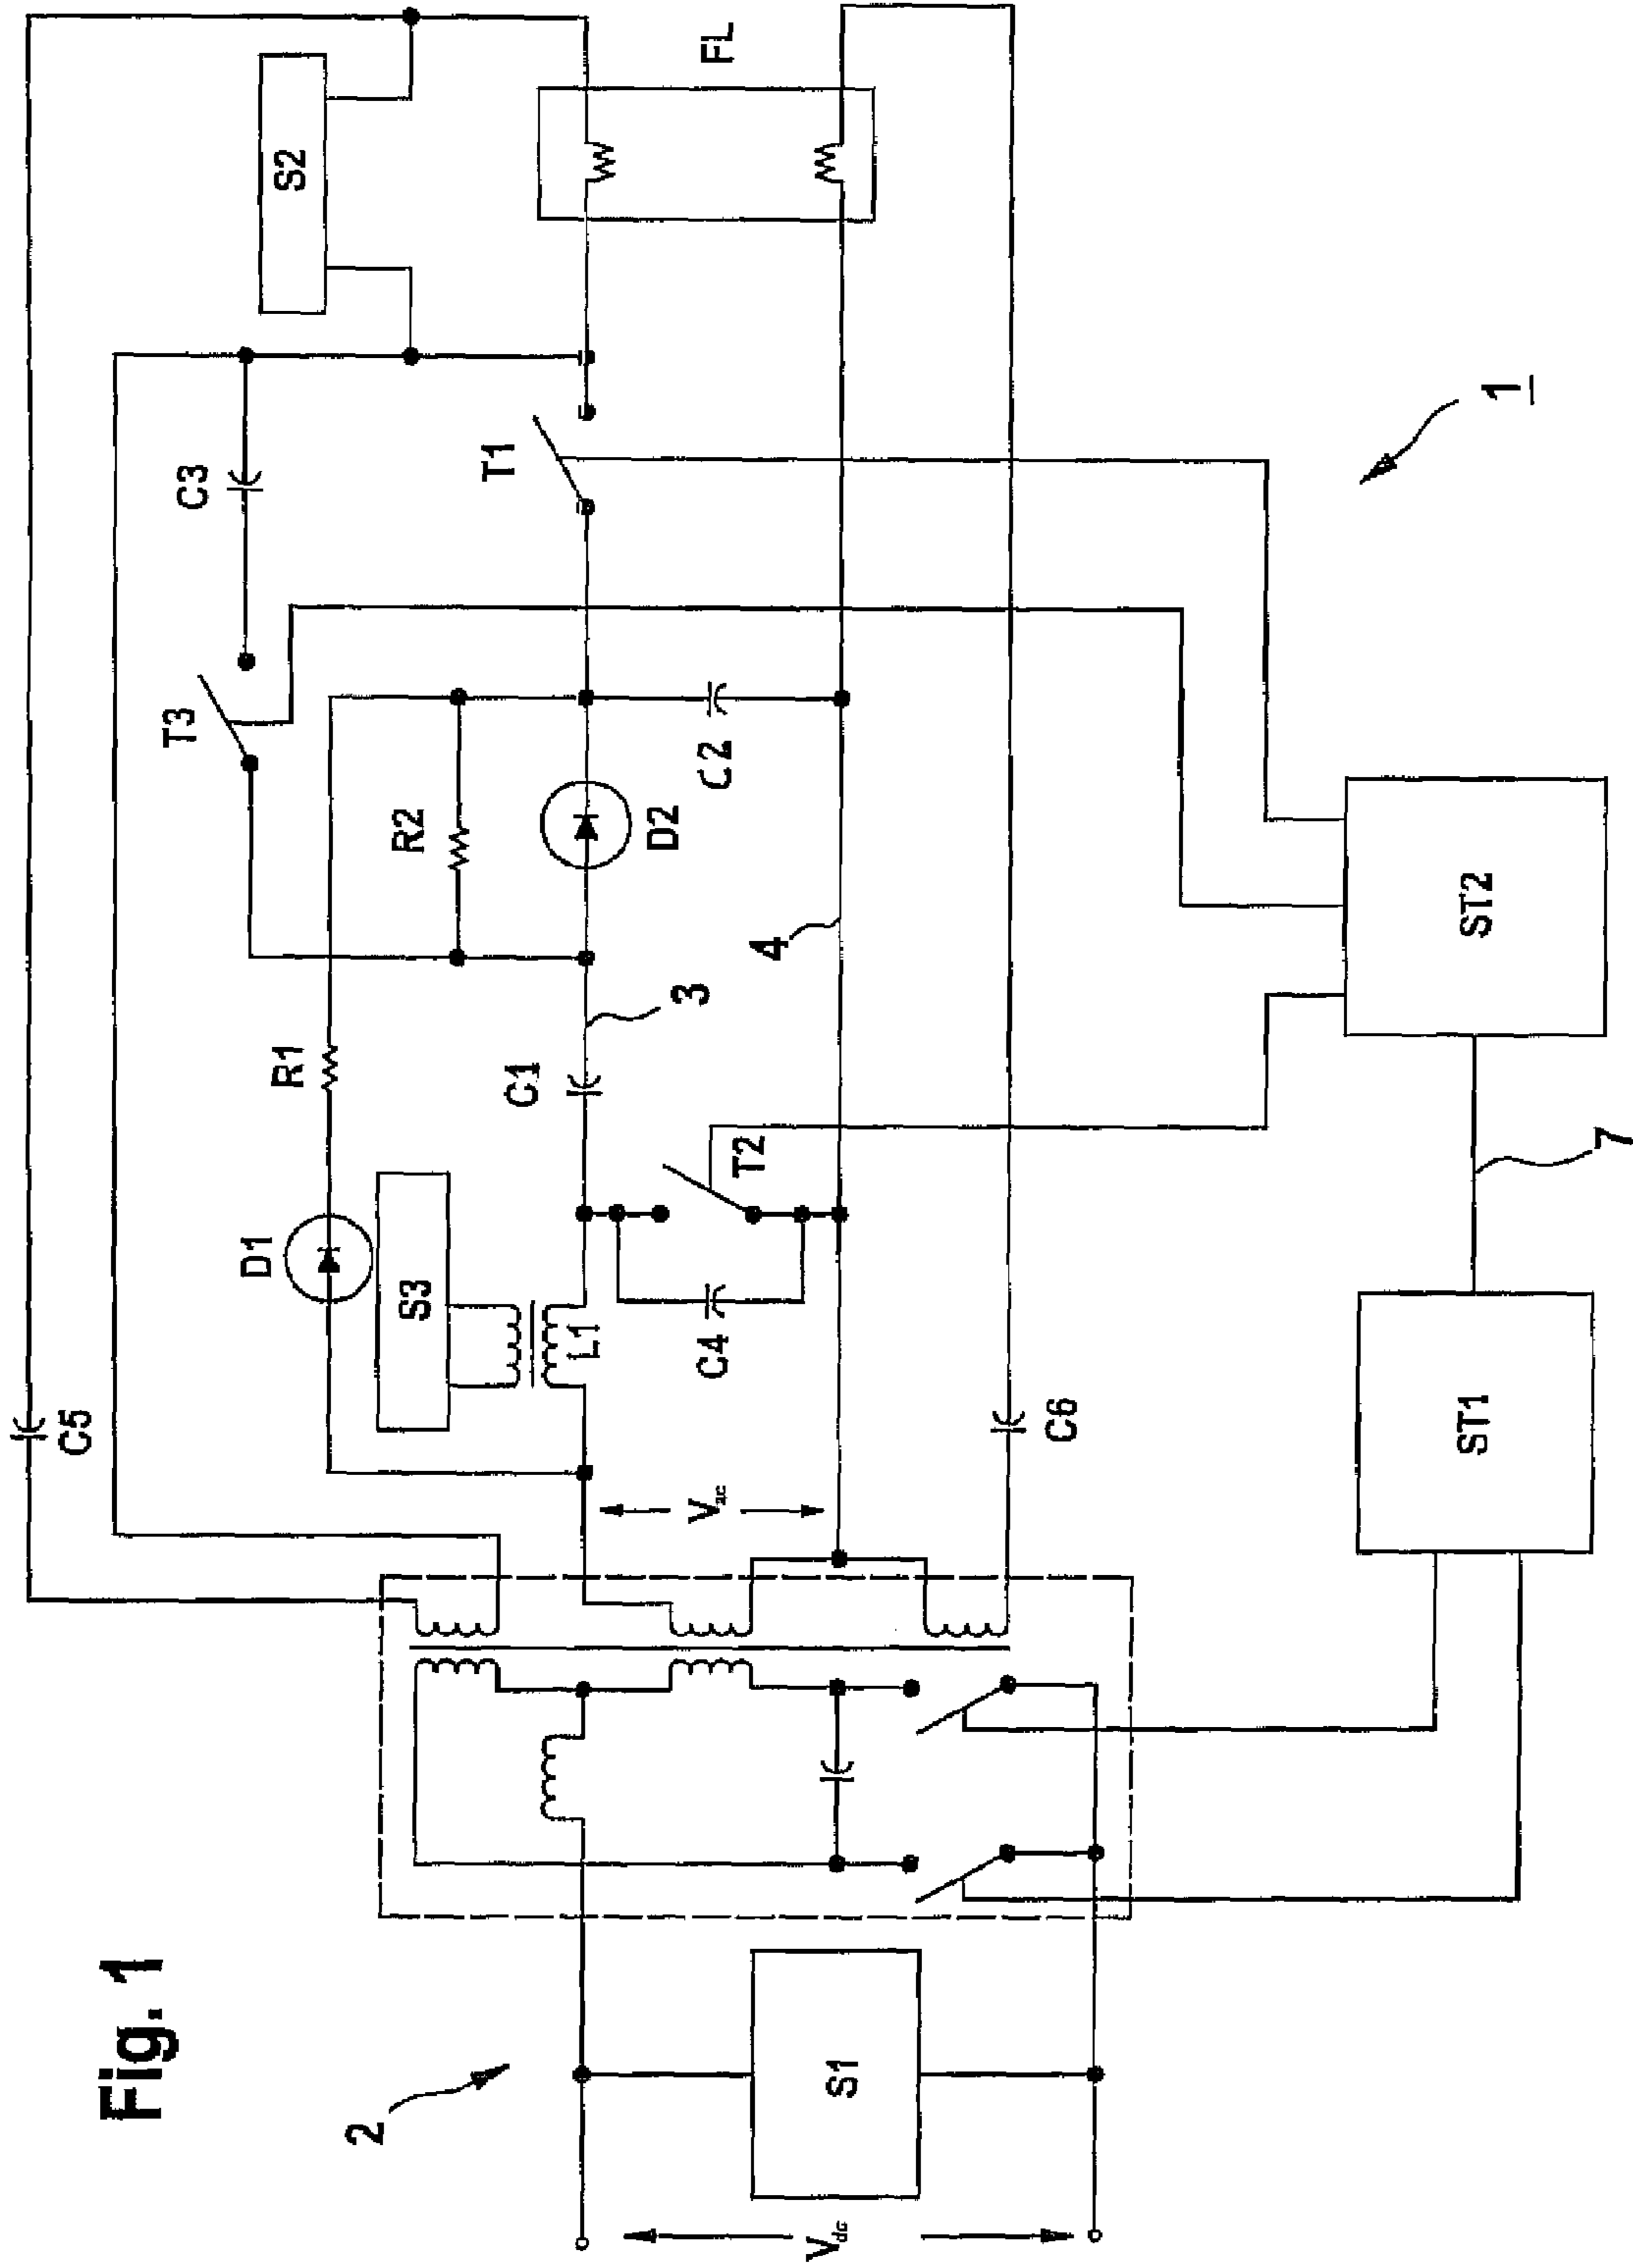 Fig. 1
2
V_dc
S1
C5
D1
R1
T3
C3
S2
S3
L1
C1
3
R2
D2
T1
FL
V_ac
C4
T2
4
C2
C6
ST1
7
ST2
1